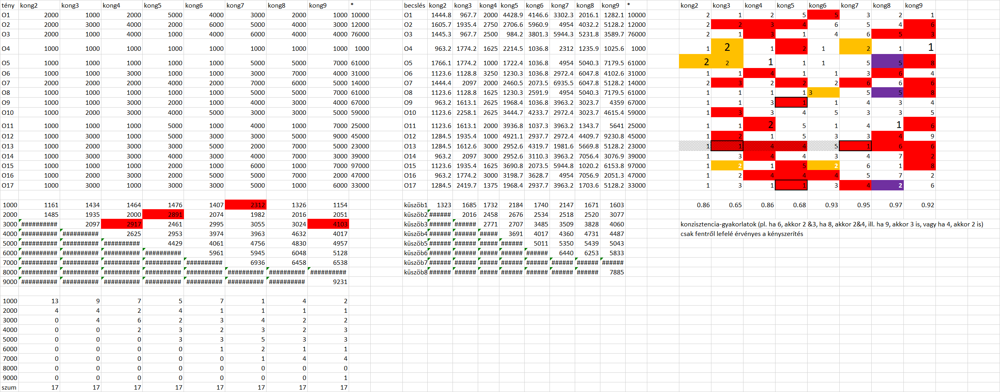 tény kong2 kong3 kong4 kong5 kong6 kong7 kong8 kong9 * becslés kong2 kong3 kong4 kong5 kong6 kong7 kong8 kong9 * kong2 kong3 kong4 kong5 kong6 kong7 kong8 kong9
O1 2000 1000 2000 5000 4000 3000 2000 1000 10000 O1 1444.8 967.7 2000 4428.9 4146.6 3302.3 2016.1 1282.1 10000 2 1 2 5 5 3 2 1
O2 2000 3000 4000 2000 6000 5000 4000 3000 12000 O2 1605.7 1935.4 2750 2706.6 5960.9 4954 4032.2 5128.2 12000 2 2 3 4 6 5 4 6
O3 2000 1000 4000 1000 4000 6000 4000 4000 76000 O3 1445.3 967.7 2500 984.2 3801.3 5944.3 5231.8 3589.7 76000 2 1 3 1 4 6 5 3
O4 1000 1000 1000 1000 1000 1000 1000 1000 1000 O4 963.2 1774.2 1625 2214.5 1036.8 2312 1235.9 1025.6 1000 1 2 1 2 1 2 1 1
O5 1000 1000 1000 1000 1000 5000 5000 7000 61000 O5 1766.1 1774.2 1000 1722.4 1036.8 4954 5040.3 7179.5 61000 2 2 1 1 1 5 5 8
O6 1000 1000 3000 1000 1000 3000 7000 4000 31000 O6 1123.6 1128.8 3250 1230.3 1036.8 2972.4 6047.8 4102.6 31000 1 1 4 1 1 3 6 4
O7 2000 2000 2000 4000 2000 7000 6000 5000 14000 O7 1444.4 2097 2000 2460.5 2073.5 6935.5 6047.8 5128.2 14000 2 3 2 2 2 6 6 6
O8 1000 1000 1000 1000 1000 5000 5000 7000 61000 O8 1123.6 1128.8 1625 1230.3 2591.9 4954 5040.3 7179.5 61000 1 1 1 1 3 5 5 8
O9 1000 1000 3000 2000 1000 4000 3000 4000 67000 O9 963.2 1613.1 2625 1968.4 1036.8 3963.2 3023.7 4359 67000 1 1 3 1 1 4 3 4
O10 1000 2000 3000 4000 5000 3000 3000 5000 59000 O10 1123.6 2258.1 2625 3444.7 4233.7 2972.4 3023.7 4615.4 59000 1 3 3 4 5 3 3 5
O11 1000 1000 1000 5000 1000 4000 1000 7000 25000 O11 1123.6 1613.1 2000 3936.8 1037.3 3963.2 1343.7 5641 25000 1 1 2 5 1 4 1 6
O12 1000 3000 1000 5000 3000 3000 5000 9000 45000 O12 1284.5 1935.4 1000 4921.1 2937.7 2972.4 4409.7 9230.8 45000 1 2 1 5 3 3 4 9
O13 1000 2000 3000 3000 5000 2000 7000 5000 23000 O13 1284.5 1612.6 3000 2952.6 4319.7 1981.6 5669.8 5128.2 23000 1 1 4 4 5 1 6 6
O14 1000 3000 3000 4000 3000 4000 7000 3000 39000 O14 963.2 2097 3000 2952.6 3110.3 3963.2 7056.4 3076.9 39000 1 3 4 4 3 4 7 2
O15 1000 1000 1000 2000 1000 6000 1000 7000 97000 O15 1123.6 1935.4 1625 3690.8 2073.5 5944.8 1020.2 6153.8 97000 1 2 1 5 2 6 1 8
O16 1000 2000 3000 2000 5000 5000 7000 2000 47000 O16 963.2 1774.2 3000 3198.7 3628.7 4954 7056.9 2051.3 47000 1 2 4 4 4 5 7 2
O17 1000 3000 1000 3000 3000 5000 1000 6000 33000 O17 1284.5 2419.7 1375 1968.4 2937.7 3963.2 1703.6 5128.2 33000 1 3 1 1 3 4 2 6
1000 1161 1434 1464 1476 1407 2312 1326 1154 küszöb1 1323 1685 1732 2184 1740 2147 1671 1603 0.86 0.65 0.86 0.68 0.93 0.95 0.97 0.92
2000 1485 1935 2000 2891 2074 1982 2016 2051 küszöb2 ###### 2016 2458 2676 2534 2518 2520 3077
3000 ########## 2097 2917 2461 2995 3055 3024 4103 küszöb3 ###### ###### 2771 2707 3485 3509 3828 4060 konzisztencia-gyakorlatok (pl. ha 6, akkor 2 &3, ha 8, akkor 2&4, ill. ha 9, akkor 3 is, vagy ha 4, akkor 2 is)
4000 ########## ########## 2625 2953 3974 3963 4632 4017 küszöb4 ###### ###### ##### 3691 4017 4360 4731 4487 csak fentről lefelé érvényes a kényszerítés
5000 ########## ########## ########## 4429 4061 4756 4830 4957 küszöb5 ###### ###### ##### ###### 5011 5350 5439 5043
6000 ########## ########## ########## ########## 5961 5945 6048 5128 küszöb6 ###### ###### ##### ###### ###### 6440 6253 5833
7000 ########## ########## ########## ########## ########## 6936 6458 6538 küszöb7 ###### ###### ##### ###### ###### ###### ###### ######
8000 ########## ########## ########## ########## ########## ########## ########## ########## küszöb8 ###### ###### ##### ###### ###### ###### ###### 7885
9000 ########## ########## ########## ########## ########## ########## ########## 9231
1000 13 9 7 5 7 1 4 2
2000 4 4 2 4 1 1 1 1
3000 0 4 6 2 3 4 2 2
4000 0 0 2 3 2 3 2 3
5000 0 0 0 3 3 5 3 3
6000 0 0 0 0 1 2 1 1
7000 0 0 0 0 0 1 4 4
8000 0 0 0 0 0 0 0 0
9000 0 0 0 0 0 0 0 1
szum 17 17 17 17 17 17 17 17